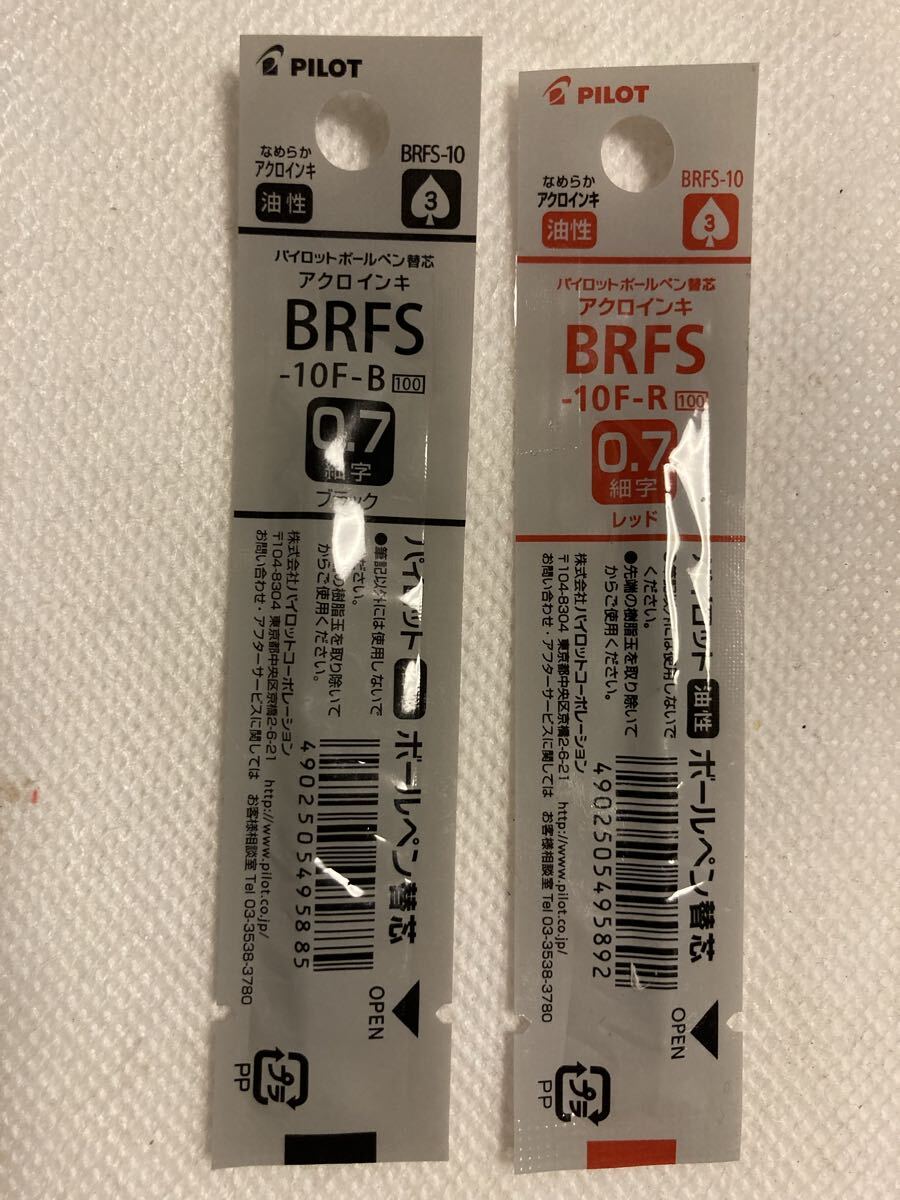 PILOT
なめらか
アクロインキ
油性
BRFS-10
3
パイロットボールペン替芯
アクロインキ
BRFS
-10F-B 100
0.7
細字
ブラック
パイロット ボールペン替芯
●筆記以外には使用しないで
ださい。
の樹脂玉を取り除いて
からご使用ください。
株式会社パイロットコーポレーション
〒104-8304 東京都中央区京橋2-6-21 http://www.pilot.co.jp/
お問い合わせ・アフターサービスに関しては お客様相談室 Tel 03-3538-3780
4902505495885
OPEN
プラ
PP
PILOT
なめらか
アクロインキ
油性
BRFS-10
3
パイロットボールペン替芯
アクロインキ
BRFS
-10F-R 100
0.7
細字
レッド
イロット 油性 ボールペン替芯
は使用しないで
ください。
●先端の樹脂玉を取り除いて
からご使用ください。
株式会社パイロットコーポレーション
〒104-8304 東京都中央区京橋2-6-21 http://www.pilot.co.jp/
お問い合わせ・アフターサービスに関しては お客様相談室 Tel 03-3538-3780
4902505495892
OPEN
プラ
PP